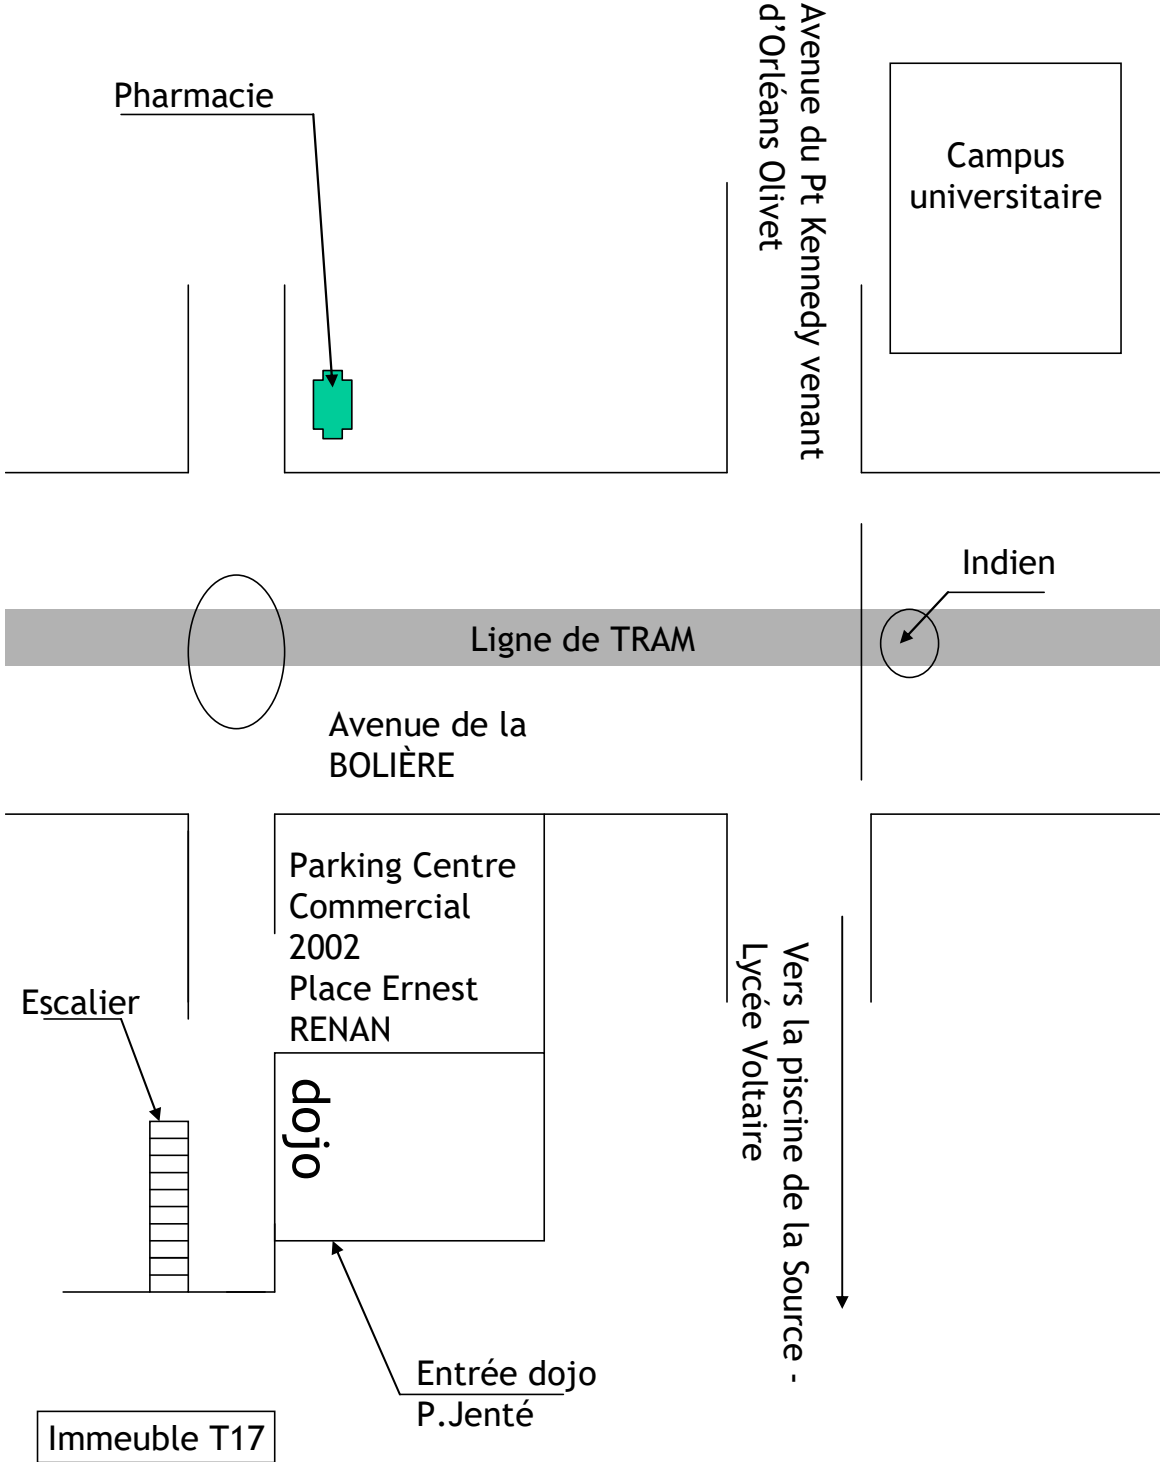 Avenue du Pt Kennedy venant
d'Orléans Olivet
Pharmacie
Campus
universitaire
Indien
Ligne de TRAM
Avenue de la
BOLIÈRE
Parking Centre
Commercial
2002
Place Ernest
RENAN
Escalier
dojo
Vers la piscine de la Source -
Lycée Voltaire
Entrée dojo
P.Jenté
Immeuble T17